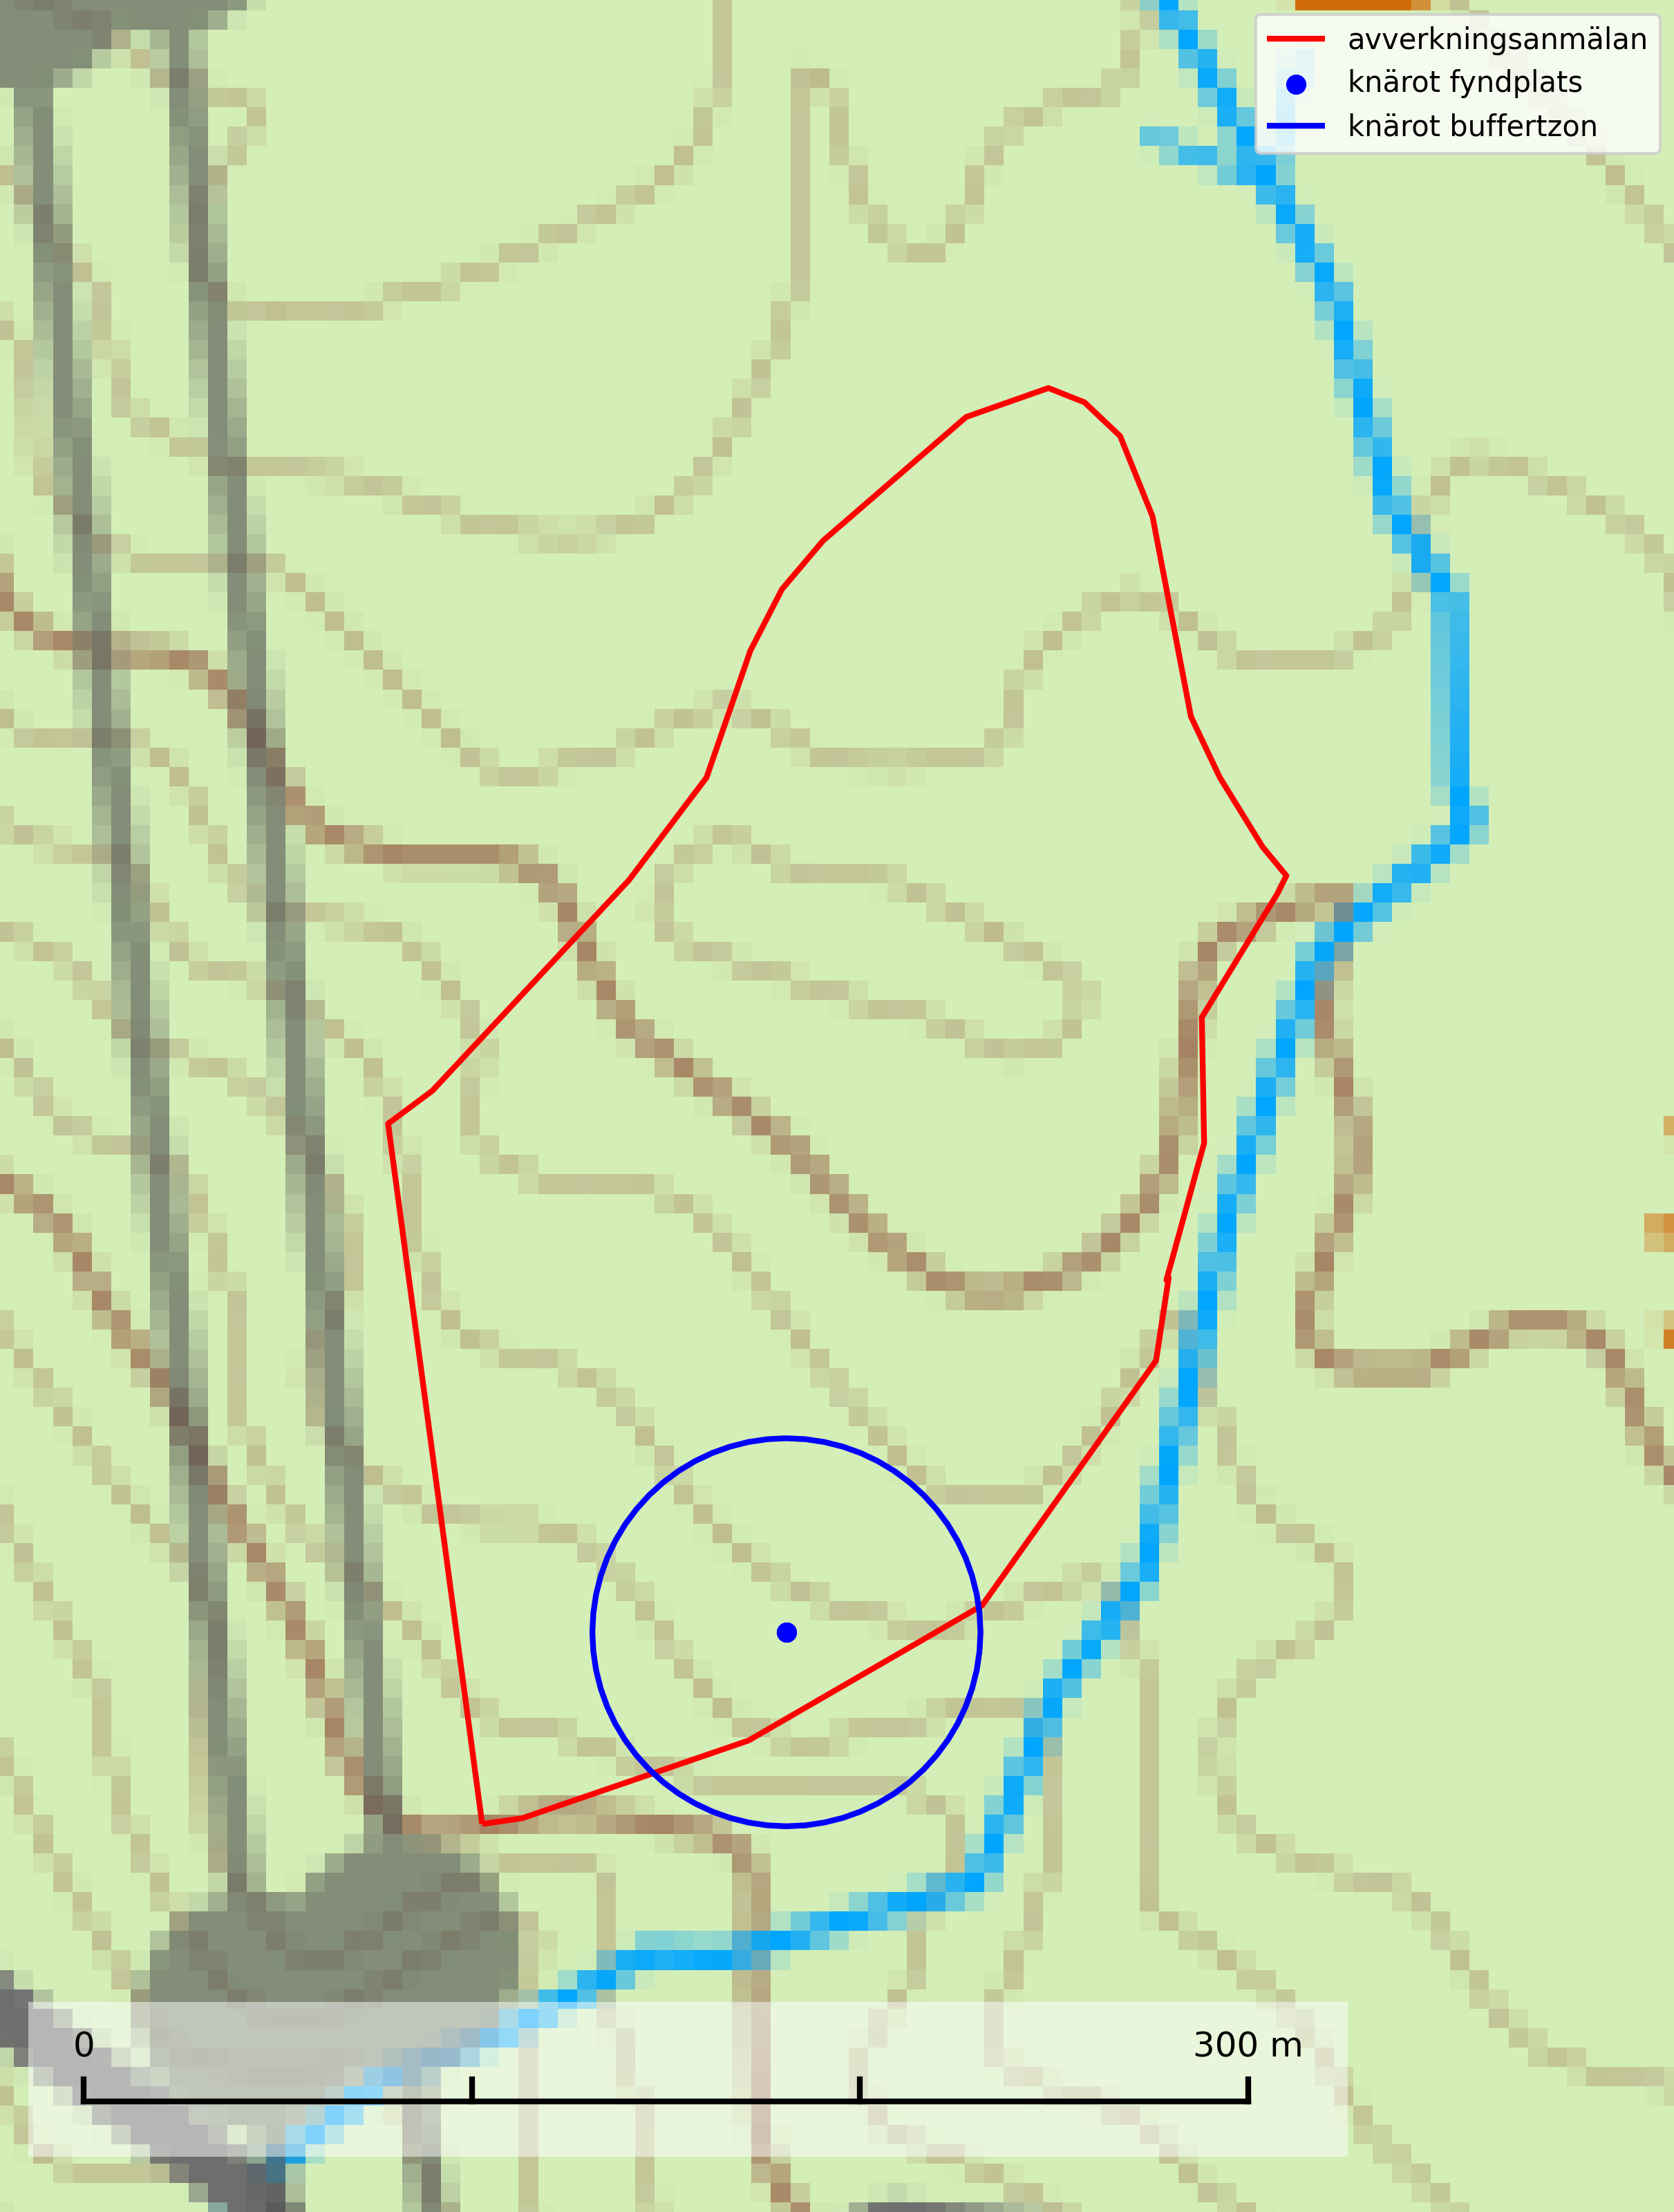 avverkningsanmälan
knärot fyndplats
knärot buffertzon
0
300 m